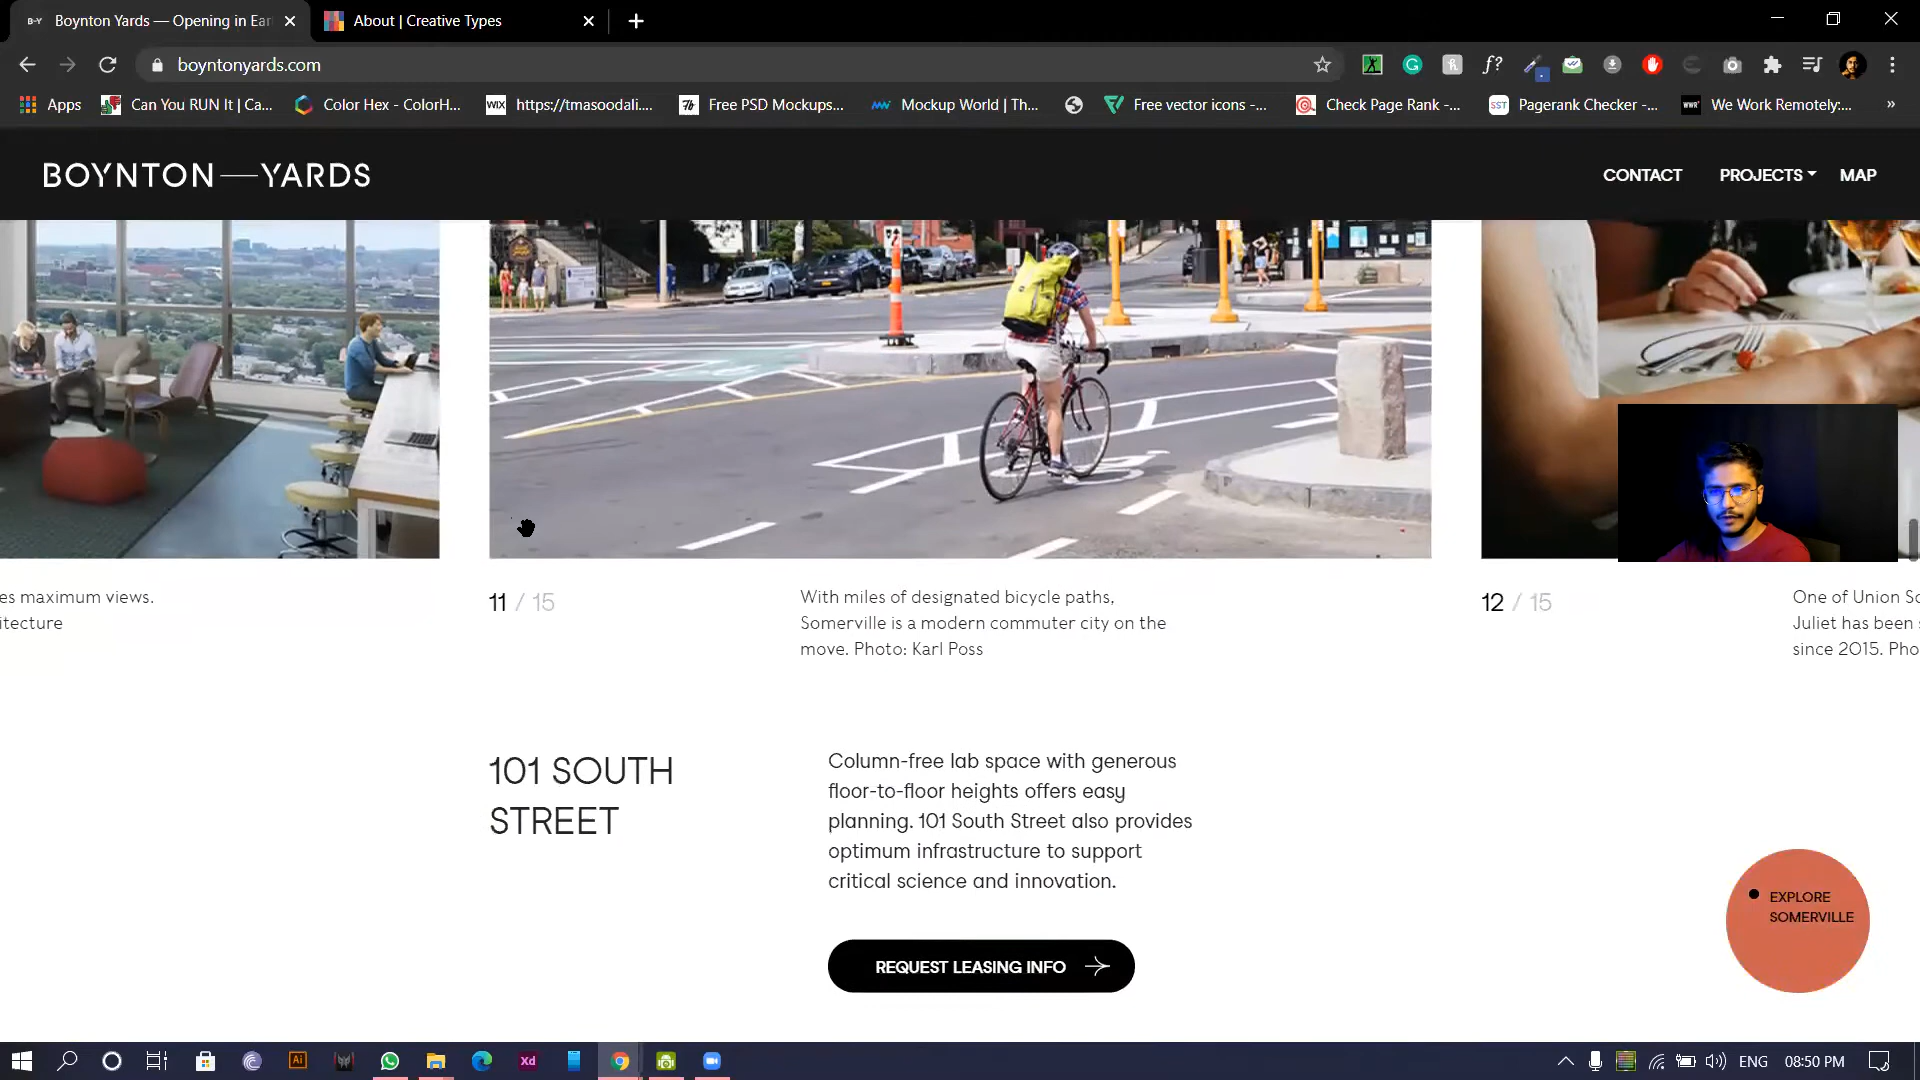 B-Y Boynton Yards — Opening in Ear
About | Creative Types
boyntonyards.com
Apps
Can You RUN It | Ca...
Color Hex - ColorH...
WIX https://tmasoodali....
Free PSD Mockups...
Mockup World | Th...
Free vector icons -...
Check Page Rank -...
SST Pagerank Checker -...
WWR We Work Remotely:...
BOYNTON—YARDS
CONTACT PROJECTS MAP
es maximum views.
itecture
11 / 15
With miles of designated bicycle paths,
Somerville is a modern commuter city on the
move. Photo: Karl Poss
12 / 15
One of Union Sq
Juliet has been s
since 2015. Pho
101 SOUTH
STREET
Column-free lab space with generous
floor-to-floor heights offers easy
planning. 101 South Street also provides
optimum infrastructure to support
critical science and innovation.
REQUEST LEASING INFO
EXPLORE
SOMERVILLE
Ai
Xd
ENG 08:50 PM